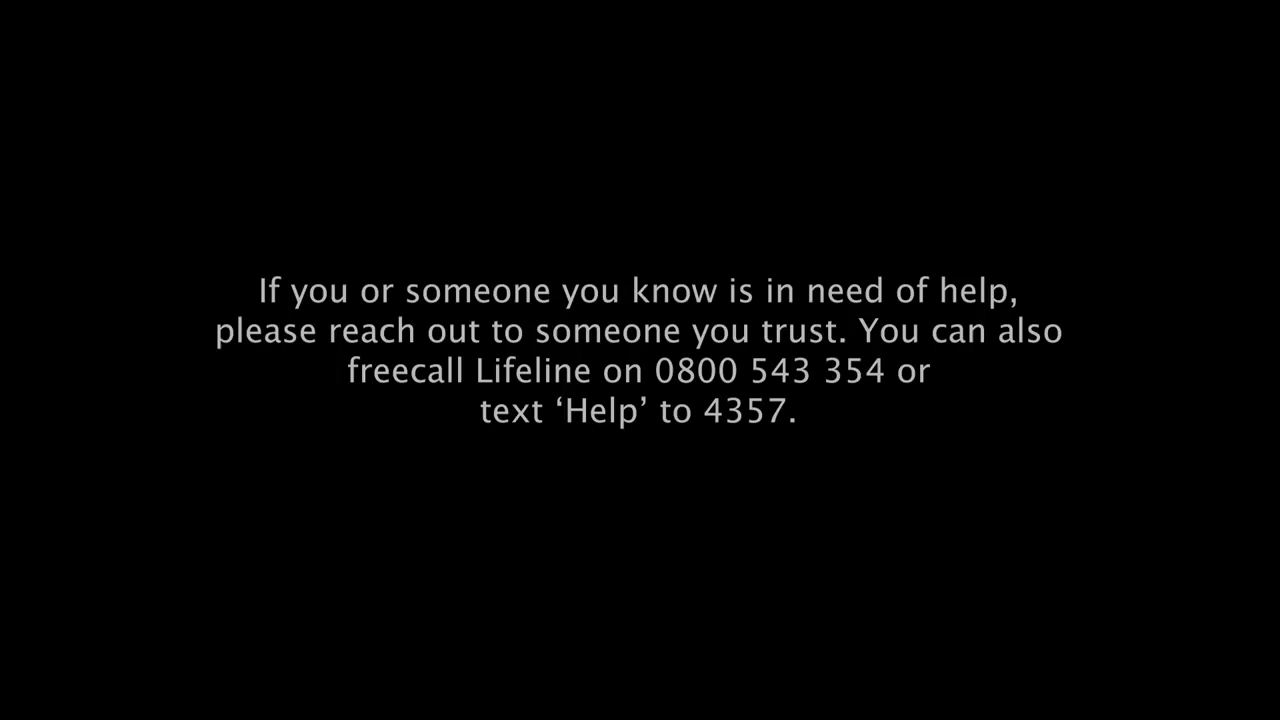 If you or someone you know is in need of help,
please reach out to someone you trust. You can also
freecall Lifeline on 0800 543 354 or
text ‘Help’ to 4357.